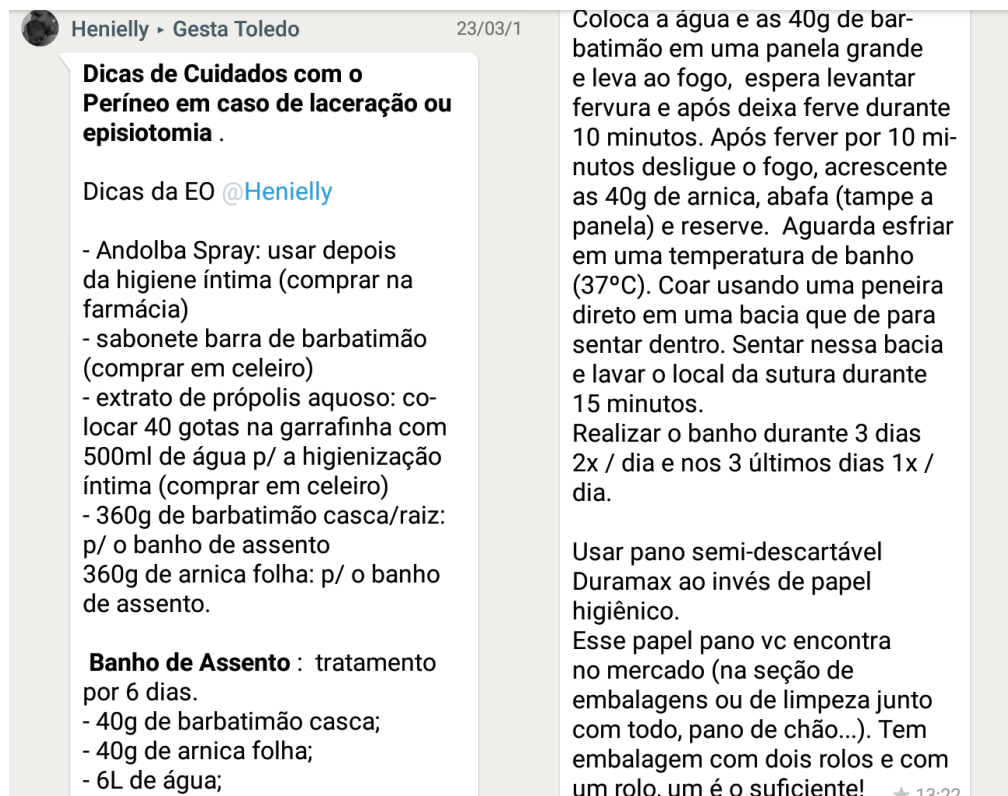 Henielly ▸ Gesta Toledo
23/03/1
Dicas de Cuidados com o
Períneo em caso de laceração ou
episiotomia .
Dicas da EO @Henielly
- Andolba Spray: usar depois
da higiene íntima (comprar na
farmácia)
- sabonete barra de barbatimão
(comprar em celeiro)
- extrato de própolis aquoso: co-
locar 40 gotas na garrafinha com
500ml de água p/ a higienização
íntima (comprar em celeiro)
- 360g de barbatimão casca/raiz:
p/ o banho de assento
360g de arnica folha: p/ o banho
de assento.
Banho de Assento : tratamento
por 6 dias.
- 40g de barbatimão casca;
- 40g de arnica folha;
- 6L de água;
Coloca a água e as 40g de bar-
batimão em uma panela grande
e leva ao fogo, espera levantar
fervura e após deixa ferve durante
10 minutos. Após ferver por 10 mi-
nutos desligue o fogo, acrescente
as 40g de arnica, abafa (tampe a
panela) e reserve. Aguarda esfriar
em uma temperatura de banho
(37ºC). Coar usando uma peneira
direto em uma bacia que de para
sentar dentro. Sentar nessa bacia
e lavar o local da sutura durante
15 minutos.
Realizar o banho durante 3 dias
2x / dia e nos 3 últimos dias 1x /
dia.
Usar pano semi-descartável
Duramax ao invés de papel
higiênico.
Esse papel pano vc encontra
no mercado (na seção de
embalagens ou de limpeza junto
com todo, pano de chão...). Tem
embalagem com dois rolos e com
um rolo, um é o suficiente!
★ 13:22